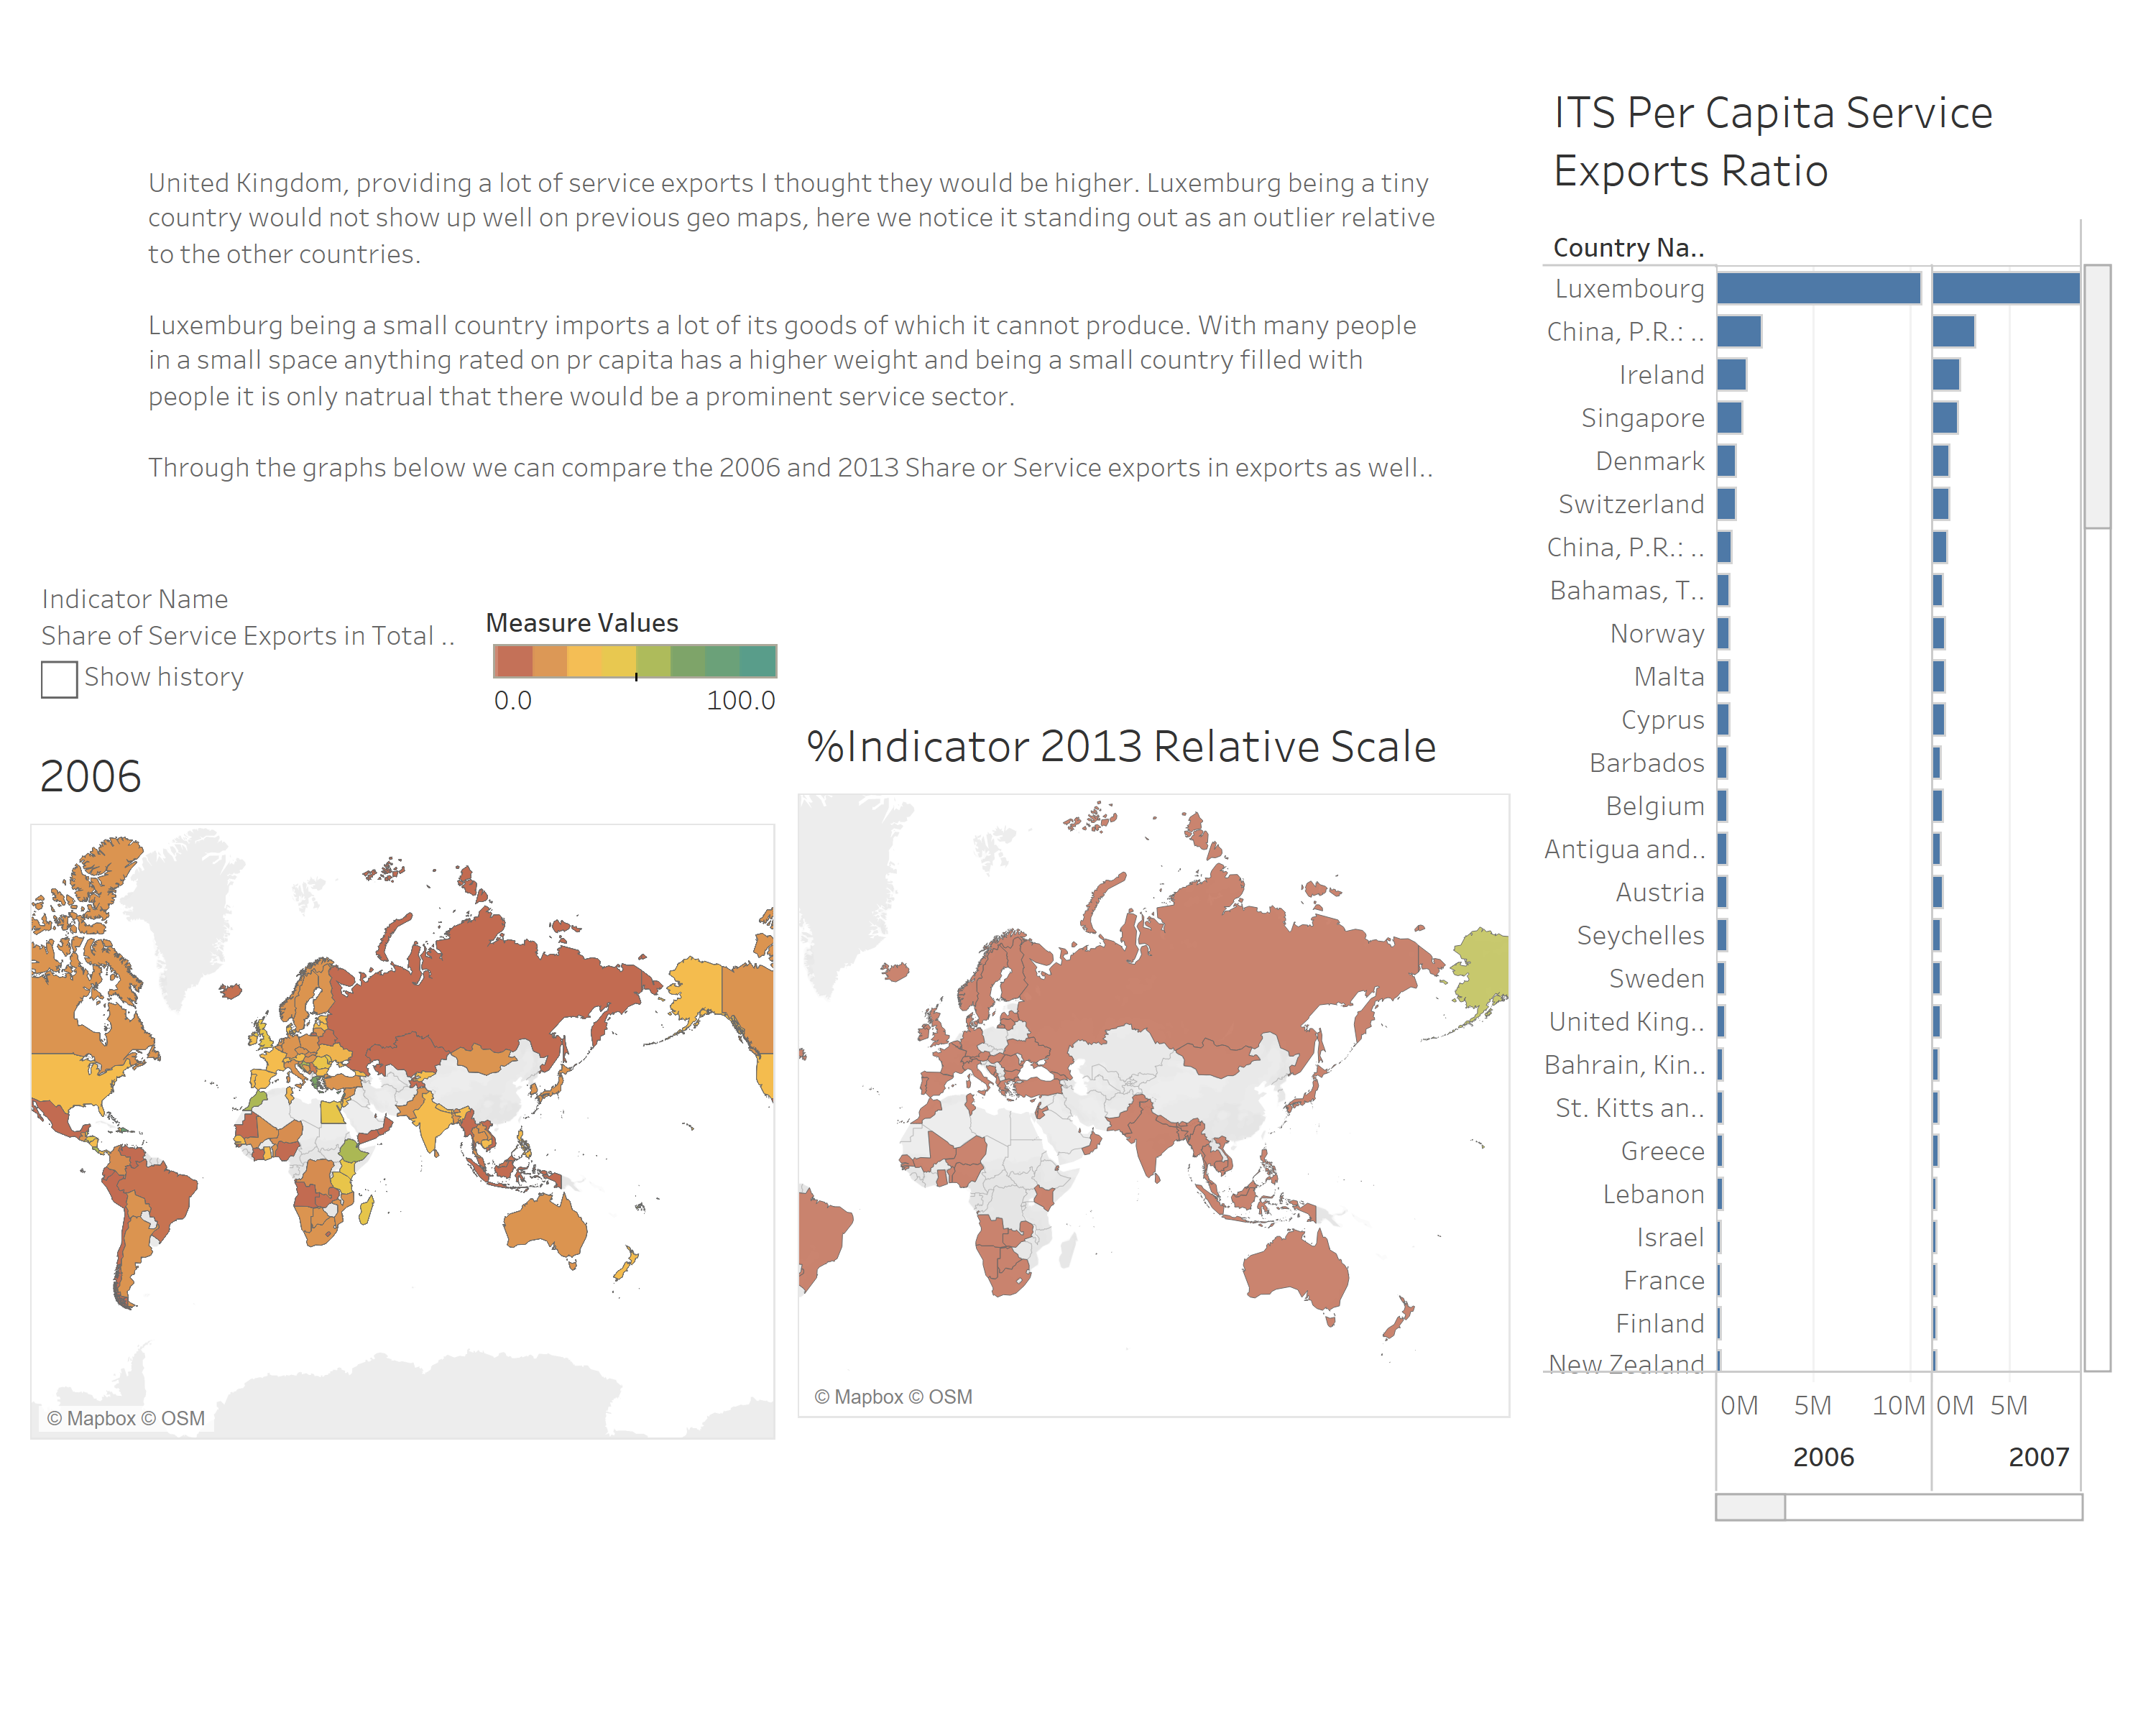 United Kingdom, providing a lot of service exports I thought they would be higher. Luxemburg being a tiny
country would not show up well on previous geo maps, here we notice it standing out as an outlier relative
to the other countries.
Luxemburg being a small country imports a lot of its goods of which it cannot produce. With many people
in a small space anything rated on pr capita has a higher weight and being a small country filled with
people it is only natrual that there would be a prominent service sector.
Through the graphs below we can compare the 2006 and 2013 Share or Service exports in exports as well..
Indicator Name
Share of Service Exports in Total ..
Show history
Measure Values
0.0 100.0
2006
© Mapbox © OSM
%Indicator 2013 Relative Scale
© Mapbox © OSM
ITS Per Capita Service
Exports Ratio
Country Na..
Luxembourg
China, P.R.: ..
Ireland
Singapore
Denmark
Switzerland
China, P.R.: ..
Bahamas, T..
Norway
Malta
Cyprus
Barbados
Belgium
Antigua and..
Austria
Seychelles
Sweden
United King..
Bahrain, Kin..
St. Kitts an..
Greece
Lebanon
Israel
France
Finland
New Zealand
0M 5M 10M 0M 5M
2006 2007